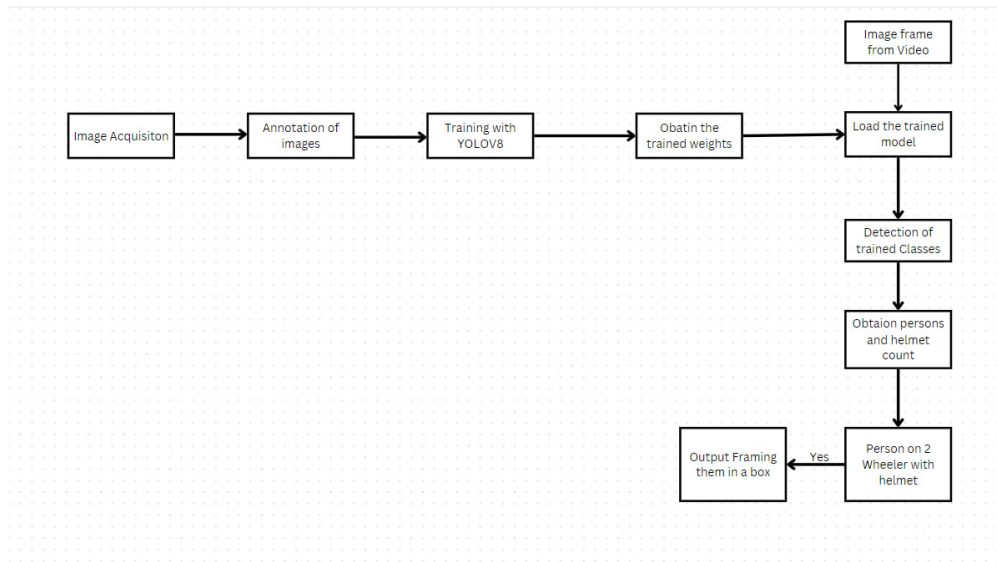 Image frame
from Video
Image Acquisiton
Annotation of
images
Training with
YOLOV8
Obatin the
trained weights
Load the trained
model
Detection of
trained Classes
Obtaion persons
and helmet
count
Output Framing
them in a box
Yes
Person on 2
Wheeler with
helmet